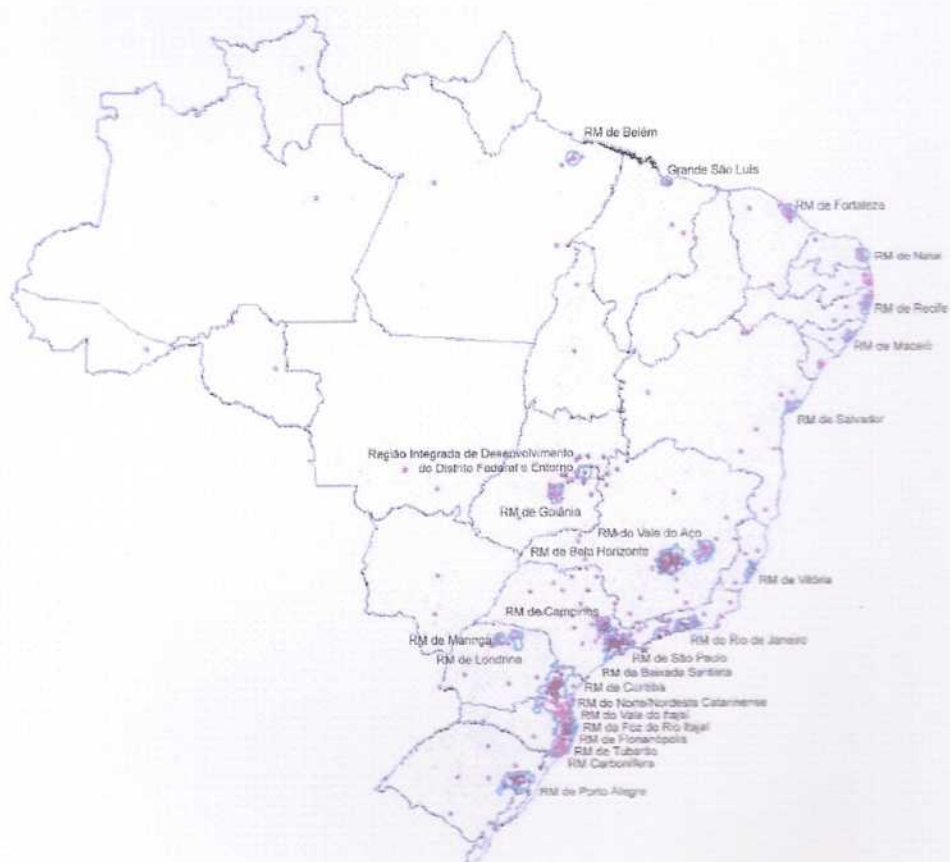 RM de Belém
Grande São Luís
RM de Fortaleza
RM de Natal
RM de Recife
RM de Maceió
RM de Salvador
Região Integrada de Desenvolvimento
do Distrito Federal e Entorno
RM de Goiânia
RM do Vale do Aço
RM de Belo Horizonte
RM de Vitória
RM de Campinas
RM do Rio de Janeiro
RM de Maringá
RM de São Paulo
RM de Londrina
RM da Baixada Santista
RM de Curitiba
RM do Norte/Nordeste Catarinense
RM do Vale do Itajaí
RM da Foz do Rio Itajaí
RM de Florianópolis
RM de Tubarão
RM Carbonífera
RM de Porto Alegre